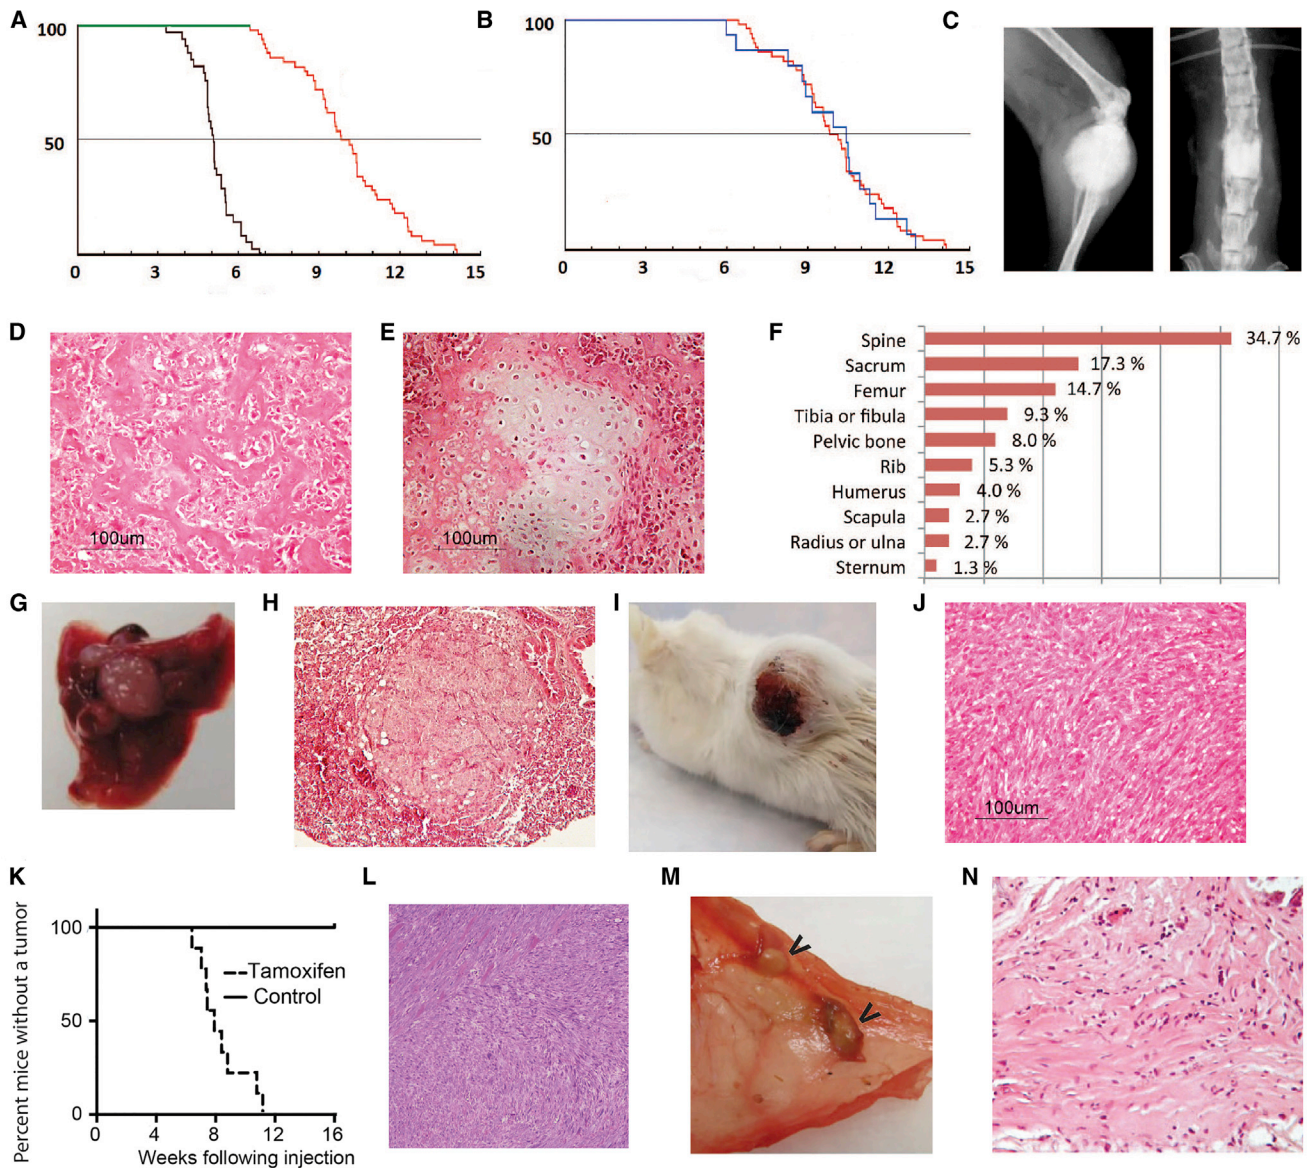 A
B
C
100
50
0 3 6 9 12 15
100
50
0 3 6 9 12 15
D
100um
E
100um
F
Spine 34.7 %
Sacrum 17.3 %
Femur 14.7 %
Tibia or fibula 9.3 %
Pelvic bone 8.0 %
Rib 5.3 %
Humerus 4.0 %
Scapula 2.7 %
Radius or ulna 2.7 %
Sternum 1.3 %
G
H
I
J
100um
K
Percent mice without a tumor
100
50
0
Tamoxifen
Control
0 4 8 12 16
Weeks following injection
L
M
N